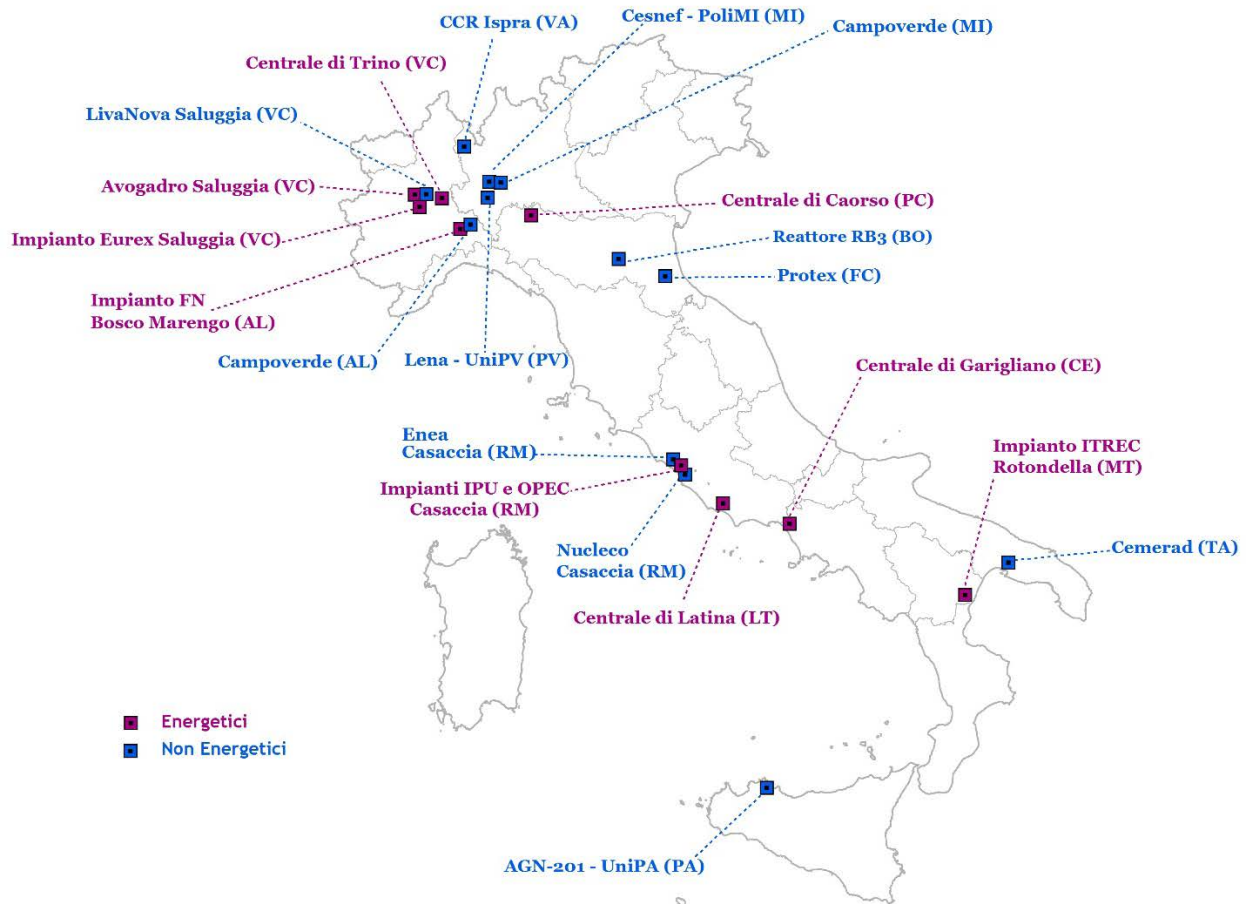 Cesnef - PoliMI (MI)
CCR Ispra (VA)
Campoverde (MI)
Centrale di Trino (VC)
LivaNova Saluggia (VC)
Avogadro Saluggia (VC)
Centrale di Caorso (PC)
Impianto Eurex Saluggia (VC)
Reattore RB3 (BO)
Protex (FC)
Impianto FN
Bosco Marengo (AL)
Campoverde (AL)
Lena - UniPV (PV)
Centrale di Garigliano (CE)
Enea
Casaccia (RM)
Impianto ITREC
Rotondella (MT)
Impianti IPU e OPEC
Casaccia (RM)
Nucleco
Casaccia (RM)
Cemerad (TA)
Centrale di Latina (LT)
Energetici
Non Energetici
AGN-201 - UniPA (PA)